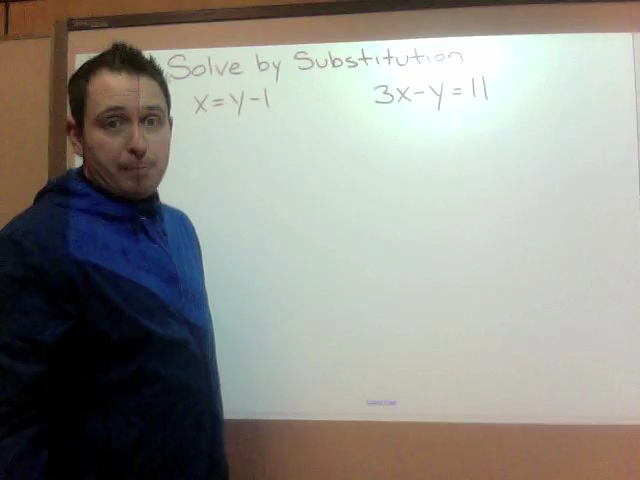 Solve by Substitution
x = y - 1
3x - y = 11